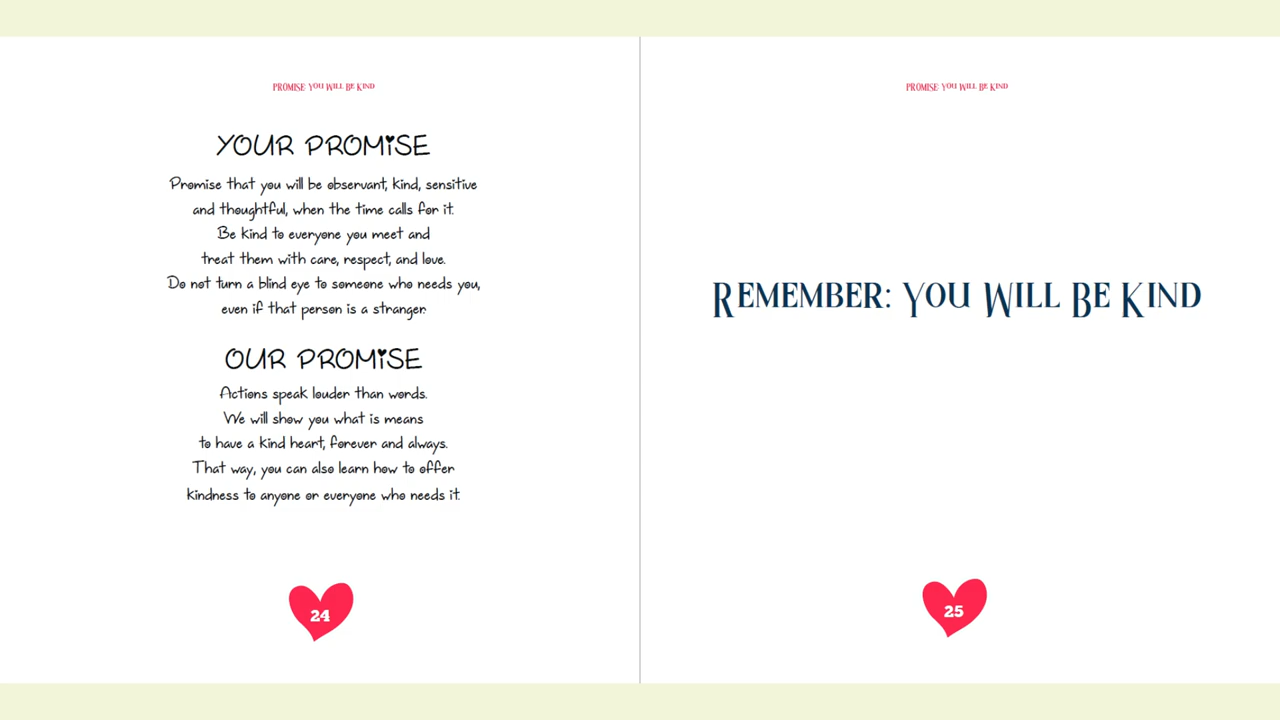 PROMISE YOU WILL BE KIND
YOUR PROMiSE
Promise that you will be observant, kind, sensitive
and thoughtful, when the time calls for it.
Be kind to everyone you meet and
treat them with care, respect, and love.
Do not turn a blind eye to someone who needs you,
even if that person is a stranger.
OUR PROMiSE
Actions speak louder than words.
We will show you what is means
to have a kind heart, forever and always.
That way, you can also learn how to offer
kindness to anyone or everyone who needs it.
24
PROMISE YOU WILL BE KIND
REMEMBER: YOU WILL BE KIND
25